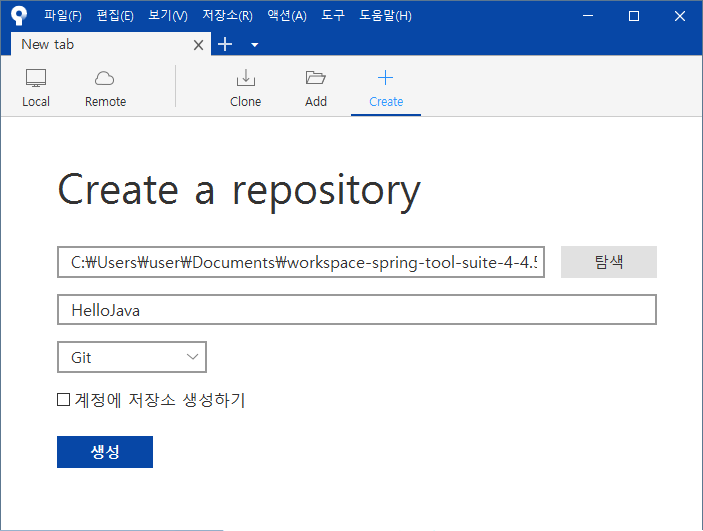 파일(F) 편집(E) 보기(V) 저장소(R) 액션(A) 도구 도움말(H)
New tab
Local Remote Clone Add Create
Create a repository
C:₩Users₩user₩Documents₩workspace-spring-tool-suite-4-4.5 탐색
HelloJava
Git
계정에 저장소 생성하기
생성